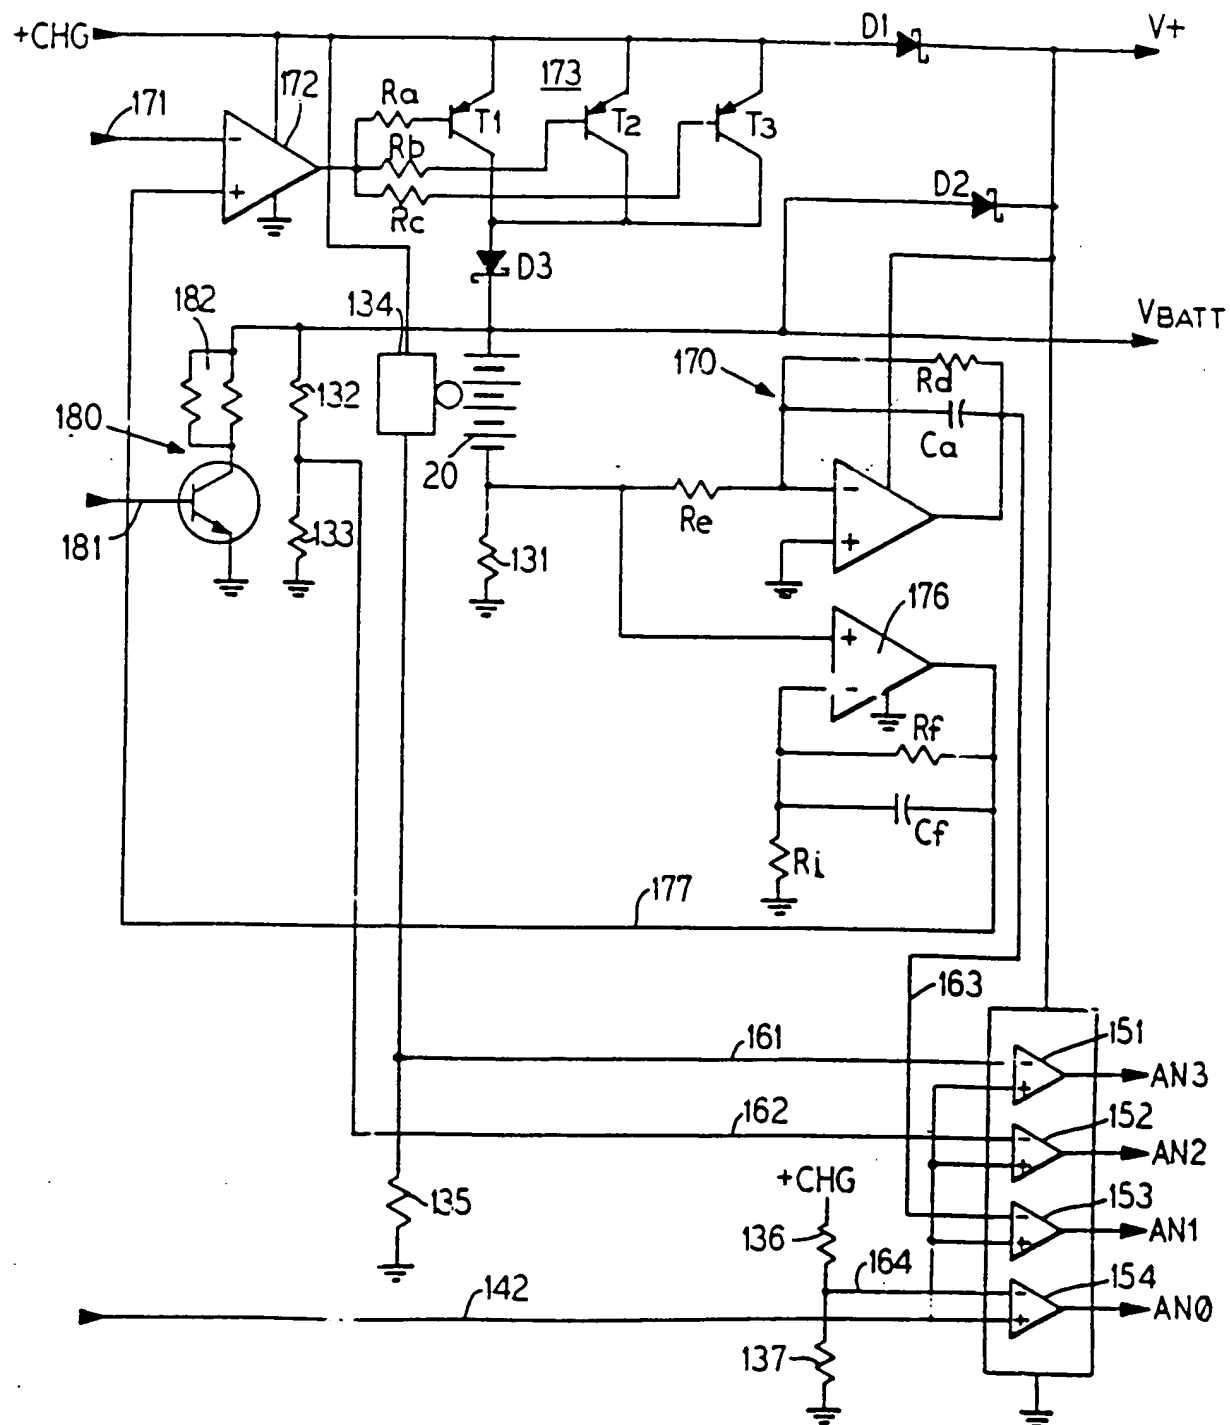 +CHG
D1
V+
171
172
Ra
173
T1
T2
T3
Rb
Rc
-
+
D2
D3
182
134
VBATT
170
Rd
132
180
Ca
20
-
Re
+
181
133
131
176
+
-
Rf
Cf
Ri
177
163
151
161
-
+
AN3
152
162
-
+
AN2
+CHG
153
135
-
+
AN1
136
164
154
142
-
+
ANØ
137